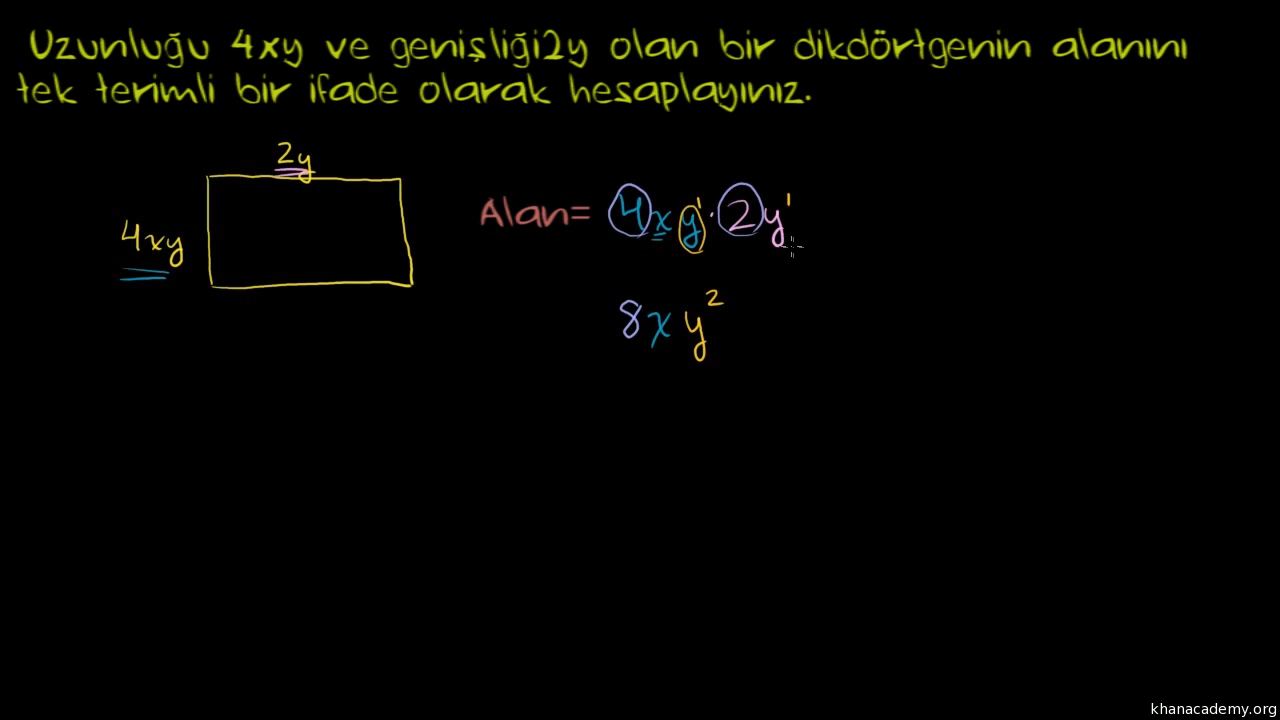 Uzunluğu 4xy ve genişliği2y olan bir dikdörtgenin alanını
tek terimli bir ifade olarak hesaplayınız.
2y
4xy
Alan= 4xy¹·2y¹
8xy²
khanacademy.org